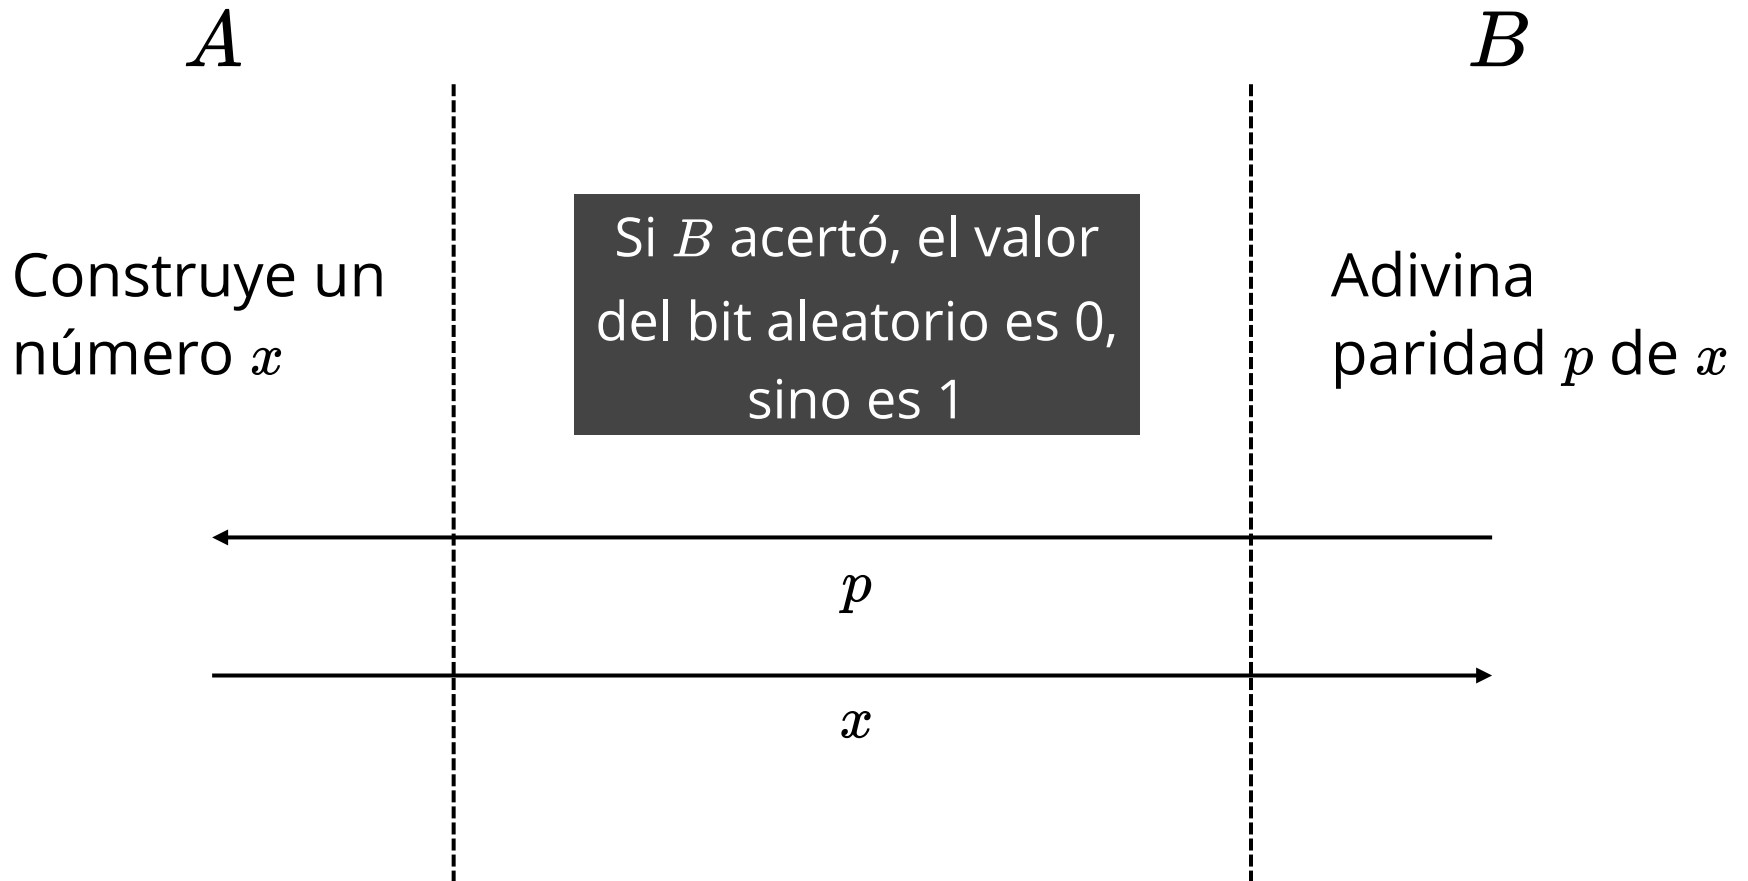 A
B
Construye un
número x
Si B acertó, el valor
del bit aleatorio es 0,
sino es 1
Adivina
paridad p de x
p
x